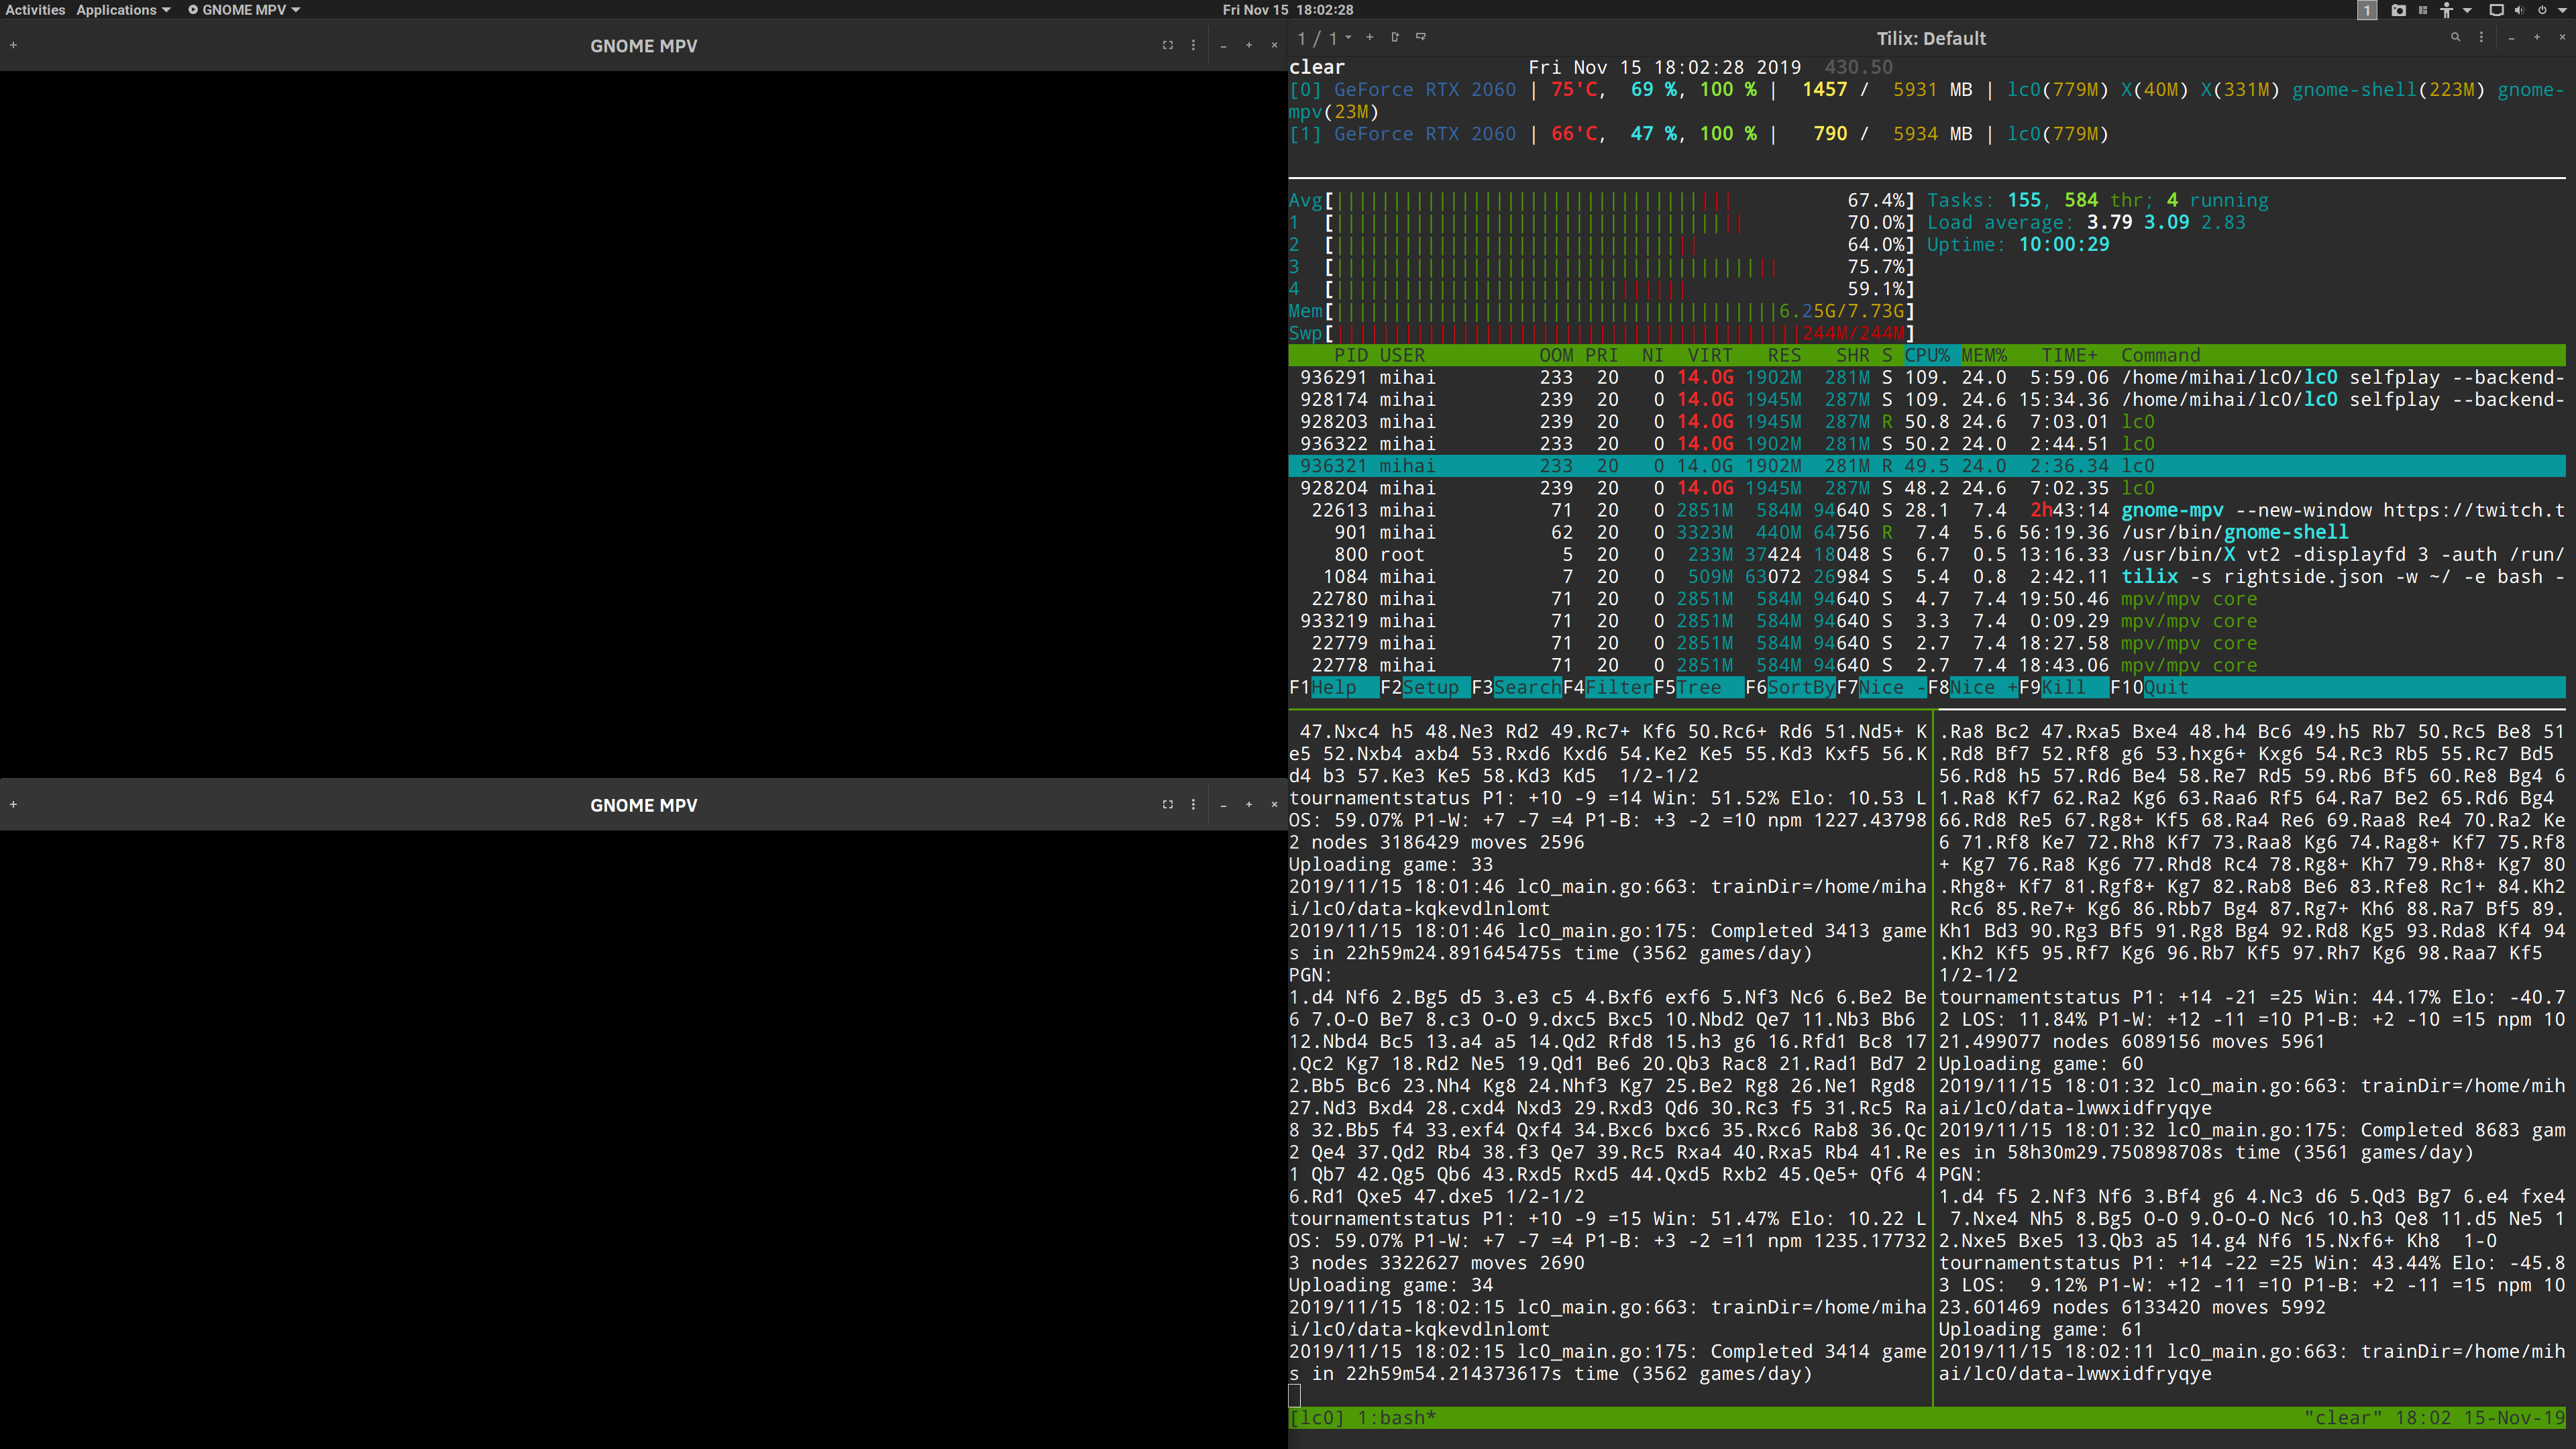 Activities Applications GNOME MPV Fri Nov 15 18:02:28 1
GNOME MPV
GNOME MPV
1 / 1 Tilix: Default
clear Fri Nov 15 18:02:28 2019 430.50
[0] GeForce RTX 2060 | 75'C, 69 %, 100 % | 1457 / 5931 MB | lc0(779M) X(40M) X(331M) gnome-shell(223M) gnome-
mpv(23M)
[1] GeForce RTX 2060 | 66'C, 47 %, 100 % | 790 / 5934 MB | lc0(779M)
Avg[ 67.4%] Tasks: 155, 584 thr; 4 running
1 [ 70.0%] Load average: 3.79 3.09 2.83
2 [ 64.0%] Uptime: 10:00:29
3 [ 75.7%]
4 [ 59.1%]
Mem[ 6.25G/7.73G]
Swp[ 244M/244M]
PID USER OOM PRI NI VIRT RES SHR S CPU% MEM% TIME+ Command
936291 mihai 233 20 0 14.0G 1902M 281M S 109. 24.0 5:59.06 /home/mihai/lc0/lc0 selfplay --backend-
928174 mihai 239 20 0 14.0G 1945M 287M S 109. 24.6 15:34.36 /home/mihai/lc0/lc0 selfplay --backend-
928203 mihai 239 20 0 14.0G 1945M 287M R 50.8 24.6 7:03.01 lc0
936322 mihai 233 20 0 14.0G 1902M 281M S 50.2 24.0 2:44.51 lc0
936321 mihai 233 20 0 14.0G 1902M 281M R 49.5 24.0 2:36.34 lc0
928204 mihai 239 20 0 14.0G 1945M 287M S 48.2 24.6 7:02.35 lc0
22613 mihai 71 20 0 2851M 584M 94640 S 28.1 7.4 2h43:14 gnome-mpv --new-window https://twitch.t
901 mihai 62 20 0 3323M 440M 64756 R 7.4 5.6 56:19.36 /usr/bin/gnome-shell
800 root 5 20 0 233M 37424 18048 S 6.7 0.5 13:16.33 /usr/bin/X vt2 -displayfd 3 -auth /run/
1084 mihai 7 20 0 509M 63072 26984 S 5.4 0.8 2:42.11 tilix -s rightside.json -w ~/ -e bash -
22780 mihai 71 20 0 2851M 584M 94640 S 4.7 7.4 19:50.46 mpv/mpv core
933219 mihai 71 20 0 2851M 584M 94640 S 3.3 7.4 0:09.29 mpv/mpv core
22779 mihai 71 20 0 2851M 584M 94640 S 2.7 7.4 18:27.58 mpv/mpv core
22778 mihai 71 20 0 2851M 584M 94640 S 2.7 7.4 18:43.06 mpv/mpv core
F1Help F2Setup F3SearchF4FilterF5Tree F6SortByF7Nice -F8Nice +F9Kill F10Quit
47.Nxc4 h5 48.Ne3 Rd2 49.Rc7+ Kf6 50.Rc6+ Rd6 51.Nd5+ K
e5 52.Nxb4 axb4 53.Rxd6 Kxd6 54.Ke2 Ke5 55.Kd3 Kxf5 56.K
d4 b3 57.Ke3 Ke5 58.Kd3 Kd5 1/2-1/2
tournamentstatus P1: +10 -9 =14 Win: 51.52% Elo: 10.53 L
OS: 59.07% P1-W: +7 -7 =4 P1-B: +3 -2 =10 npm 1227.43798
2 nodes 3186429 moves 2596
Uploading game: 33
2019/11/15 18:01:46 lc0_main.go:663: trainDir=/home/miha
i/lc0/data-kqkevdlnlomt
2019/11/15 18:01:46 lc0_main.go:175: Completed 3413 game
s in 22h59m24.891645475s time (3562 games/day)
PGN:
1.d4 Nf6 2.Bg5 d5 3.e3 c5 4.Bxf6 exf6 5.Nf3 Nc6 6.Be2 Be
6 7.O-O Be7 8.c3 O-O 9.dxc5 Bxc5 10.Nbd2 Qe7 11.Nb3 Bb6
12.Nbd4 Bc5 13.a4 a5 14.Qd2 Rfd8 15.h3 g6 16.Rfd1 Bc8 17
.Qc2 Kg7 18.Rd2 Ne5 19.Qd1 Be6 20.Qb3 Rac8 21.Rad1 Bd7 2
2.Bb5 Bc6 23.Nh4 Kg8 24.Nhf3 Kg7 25.Be2 Rg8 26.Ne1 Rgd8
27.Nd3 Bxd4 28.cxd4 Nxd3 29.Rxd3 Qd6 30.Rc3 f5 31.Rc5 Ra
8 32.Bb5 f4 33.exf4 Qxf4 34.Bxc6 bxc6 35.Rxc6 Rab8 36.Qc
2 Qe4 37.Qd2 Rb4 38.f3 Qe7 39.Rc5 Rxa4 40.Rxa5 Rb4 41.Re
1 Qb7 42.Qg5 Qb6 43.Rxd5 Rxd5 44.Qxd5 Rxb2 45.Qe5+ Qf6 4
6.Rd1 Qxe5 47.dxe5 1/2-1/2
tournamentstatus P1: +10 -9 =15 Win: 51.47% Elo: 10.22 L
OS: 59.07% P1-W: +7 -7 =4 P1-B: +3 -2 =11 npm 1235.17732
3 nodes 3322627 moves 2690
Uploading game: 34
2019/11/15 18:02:15 lc0_main.go:663: trainDir=/home/miha
i/lc0/data-kqkevdlnlomt
2019/11/15 18:02:15 lc0_main.go:175: Completed 3414 game
s in 22h59m54.214373617s time (3562 games/day)
.Ra8 Bc2 47.Rxa5 Bxe4 48.h4 Bc6 49.h5 Rb7 50.Rc5 Be8 51
.Rd8 Bf7 52.Rf8 g6 53.hxg6+ Kxg6 54.Rc3 Rb5 55.Rc7 Bd5
56.Rd8 h5 57.Rd6 Be4 58.Re7 Rd5 59.Rb6 Bf5 60.Re8 Bg4 6
1.Ra8 Kf7 62.Ra2 Kg6 63.Raa6 Rf5 64.Ra7 Be2 65.Rd6 Bg4
66.Rd8 Re5 67.Rg8+ Kf5 68.Ra4 Re6 69.Raa8 Re4 70.Ra2 Ke
6 71.Rf8 Ke7 72.Rh8 Kf7 73.Raa8 Kg6 74.Rag8+ Kf7 75.Rf8
+ Kg7 76.Ra8 Kg6 77.Rhd8 Rc4 78.Rg8+ Kh7 79.Rh8+ Kg7 80
.Rhg8+ Kf7 81.Rgf8+ Kg7 82.Rab8 Be6 83.Rfe8 Rc1+ 84.Kh2
Rc6 85.Re7+ Kg6 86.Rbb7 Bg4 87.Rg7+ Kh6 88.Ra7 Bf5 89.
Kh1 Bd3 90.Rg3 Bf5 91.Rg8 Bg4 92.Rd8 Kg5 93.Rda8 Kf4 94
.Kh2 Kf5 95.Rf7 Kg6 96.Rb7 Kf5 97.Rh7 Kg6 98.Raa7 Kf5
1/2-1/2
tournamentstatus P1: +14 -21 =25 Win: 44.17% Elo: -40.7
2 LOS: 11.84% P1-W: +12 -11 =10 P1-B: +2 -10 =15 npm 10
21.499077 nodes 6089156 moves 5961
Uploading game: 60
2019/11/15 18:01:32 lc0_main.go:663: trainDir=/home/mih
ai/lc0/data-lwwxidfryqye
2019/11/15 18:01:32 lc0_main.go:175: Completed 8683 gam
es in 58h30m29.750898708s time (3561 games/day)
PGN:
1.d4 f5 2.Nf3 Nf6 3.Bf4 g6 4.Nc3 d6 5.Qd3 Bg7 6.e4 fxe4
7.Nxe4 Nh5 8.Bg5 O-O 9.O-O-O Nc6 10.h3 Qe8 11.d5 Ne5 1
2.Nxe5 Bxe5 13.Qb3 a5 14.g4 Nf6 15.Nxf6+ Kh8 1-0
tournamentstatus P1: +14 -22 =25 Win: 43.44% Elo: -45.8
3 LOS: 9.12% P1-W: +12 -11 =10 P1-B: +2 -11 =15 npm 10
23.601469 nodes 6133420 moves 5992
Uploading game: 61
2019/11/15 18:02:11 lc0_main.go:663: trainDir=/home/mih
ai/lc0/data-lwwxidfryqye
[lc0] 1:bash* "clear" 18:02 15-Nov-19